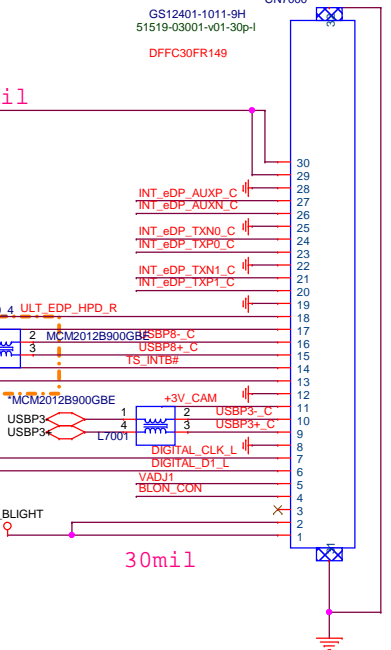 GS12401-1011-9H
51519-03001-v01-30p-l
DFFC30FR149
il
30
29
28
INT_eDP_AUXP_C
27
INT_eDP_AUXN_C
26
25
INT_eDP_TXN0_C
24
INT_eDP_TXP0_C
23
22
INT_eDP_TXN1_C
21
INT_eDP_TXP1_C
20
19
4 ULT_EDP_HPD_R
18
17
2 MCM2012B900GBE USBP8-_C
16
3 USBP8+_C
15
TS_INTB#
14
13
12
*MCM2012B900GBE
+3V_CAM
11
USBP3- 1 2 USBP3-_C
10
USBP3+ 4 3 USBP3+_C
9
L7001
8
DIGITAL_CLK_L
7
DIGITAL_D1_L
6
VADJ1
5
BLON_CON
4
3
_BLIGHT
2
1
30mil